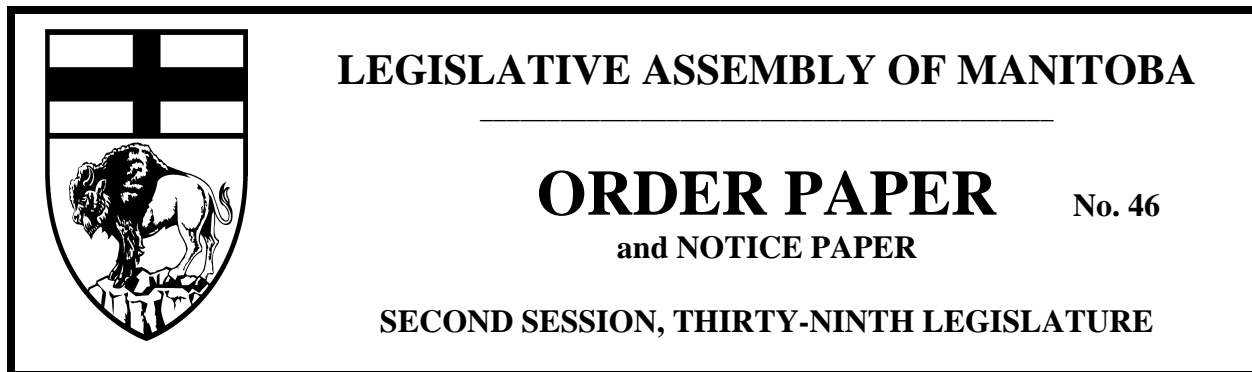 LEGISLATIVE ASSEMBLY OF MANITOBA
ORDER PAPER No. 46
and NOTICE PAPER
SECOND SESSION, THIRTY-NINTH LEGISLATURE